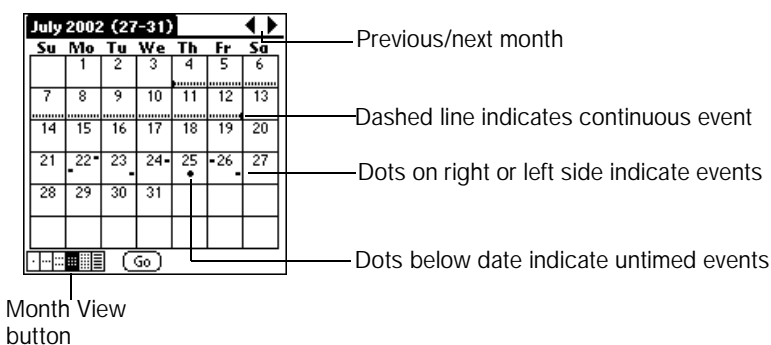 July 2002 (27-31)
Previous/next month
Su Mo Tu We Th Fr Sa
1 2 3 4 5 6
7 8 9 10 11 12 13
Dashed line indicates continuous event
14 15 16 17 18 19 20
21 22 23 24 25 26 27
Dots on right or left side indicate events
28 29 30 31
Go
Dots below date indicate untimed events
Month View
button